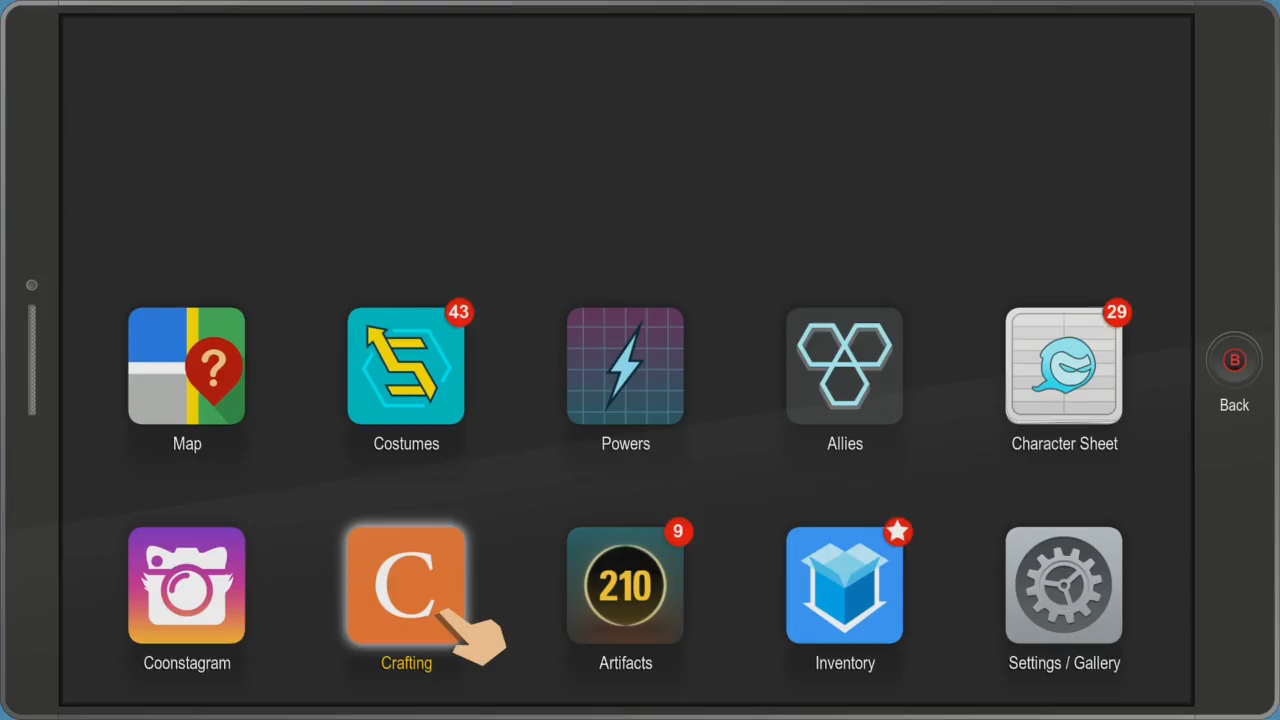 43
29
?
Map
Costumes
Powers
Allies
Character Sheet
B
Back
9
C
210
Coonstagram
Crafting
Artifacts
Inventory
Settings / Gallery